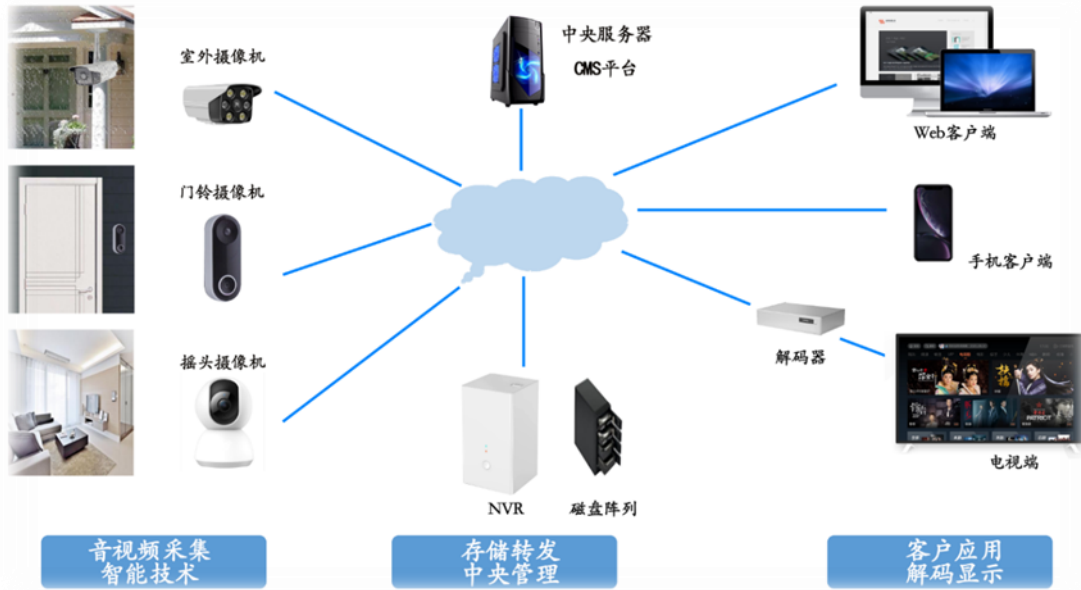 室外摄像机
中央服务器
CMS平台
Web客户端
门铃摄像机
手机客户端
摇头摄像机
解码器
电视端
NVR
磁盘阵列
音视频采集
智能技术
存储转发
中央管理
客户应用
解码显示